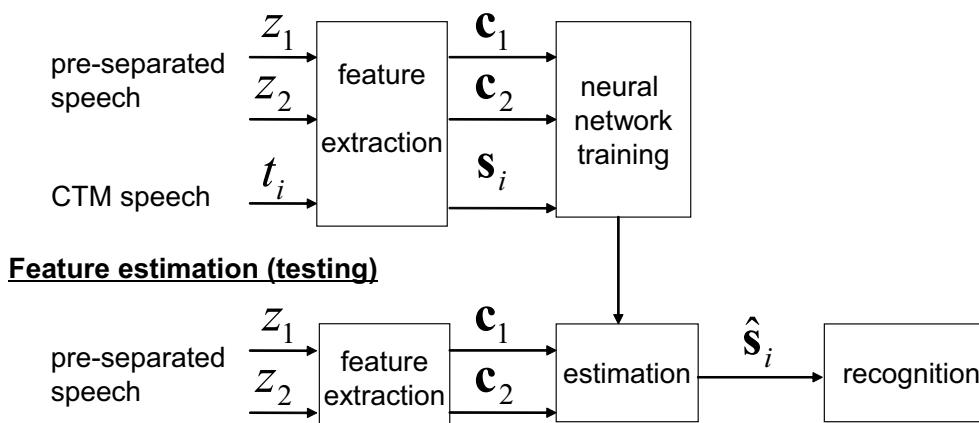 pre-separated
speech
z₁
z₂
feature
extraction
c₁
c₂
neural
network
training
CTM speech
tᵢ
sᵢ
Feature estimation (testing)
pre-separated
speech
z₁
z₂
feature
extraction
c₁
c₂
estimation
ŝᵢ
recognition